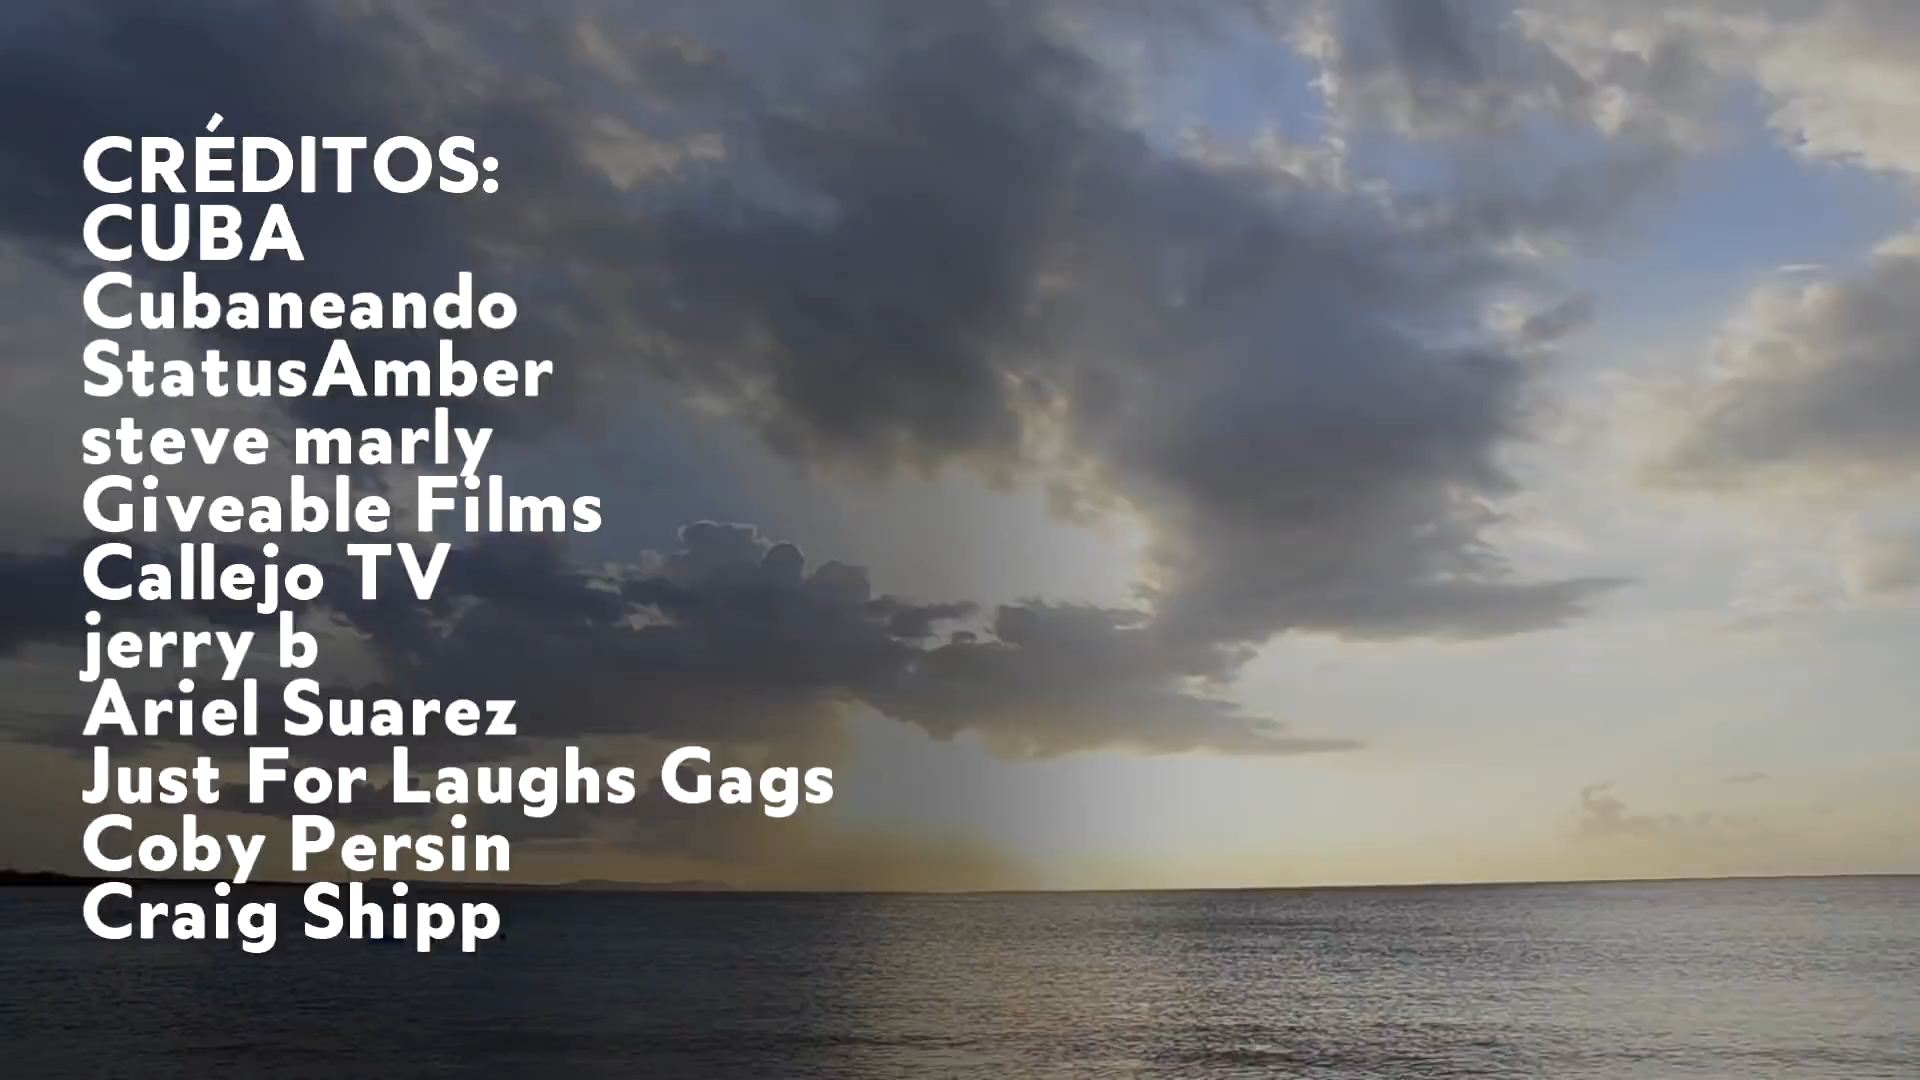 CRÉDITOS:
CUBA
Cubaneando
StatusAmber
steve marly
Giveable Films
Callejo TV
jerry b
Ariel Suarez
Just For Laughs Gags
Coby Persin
Craig Shipp